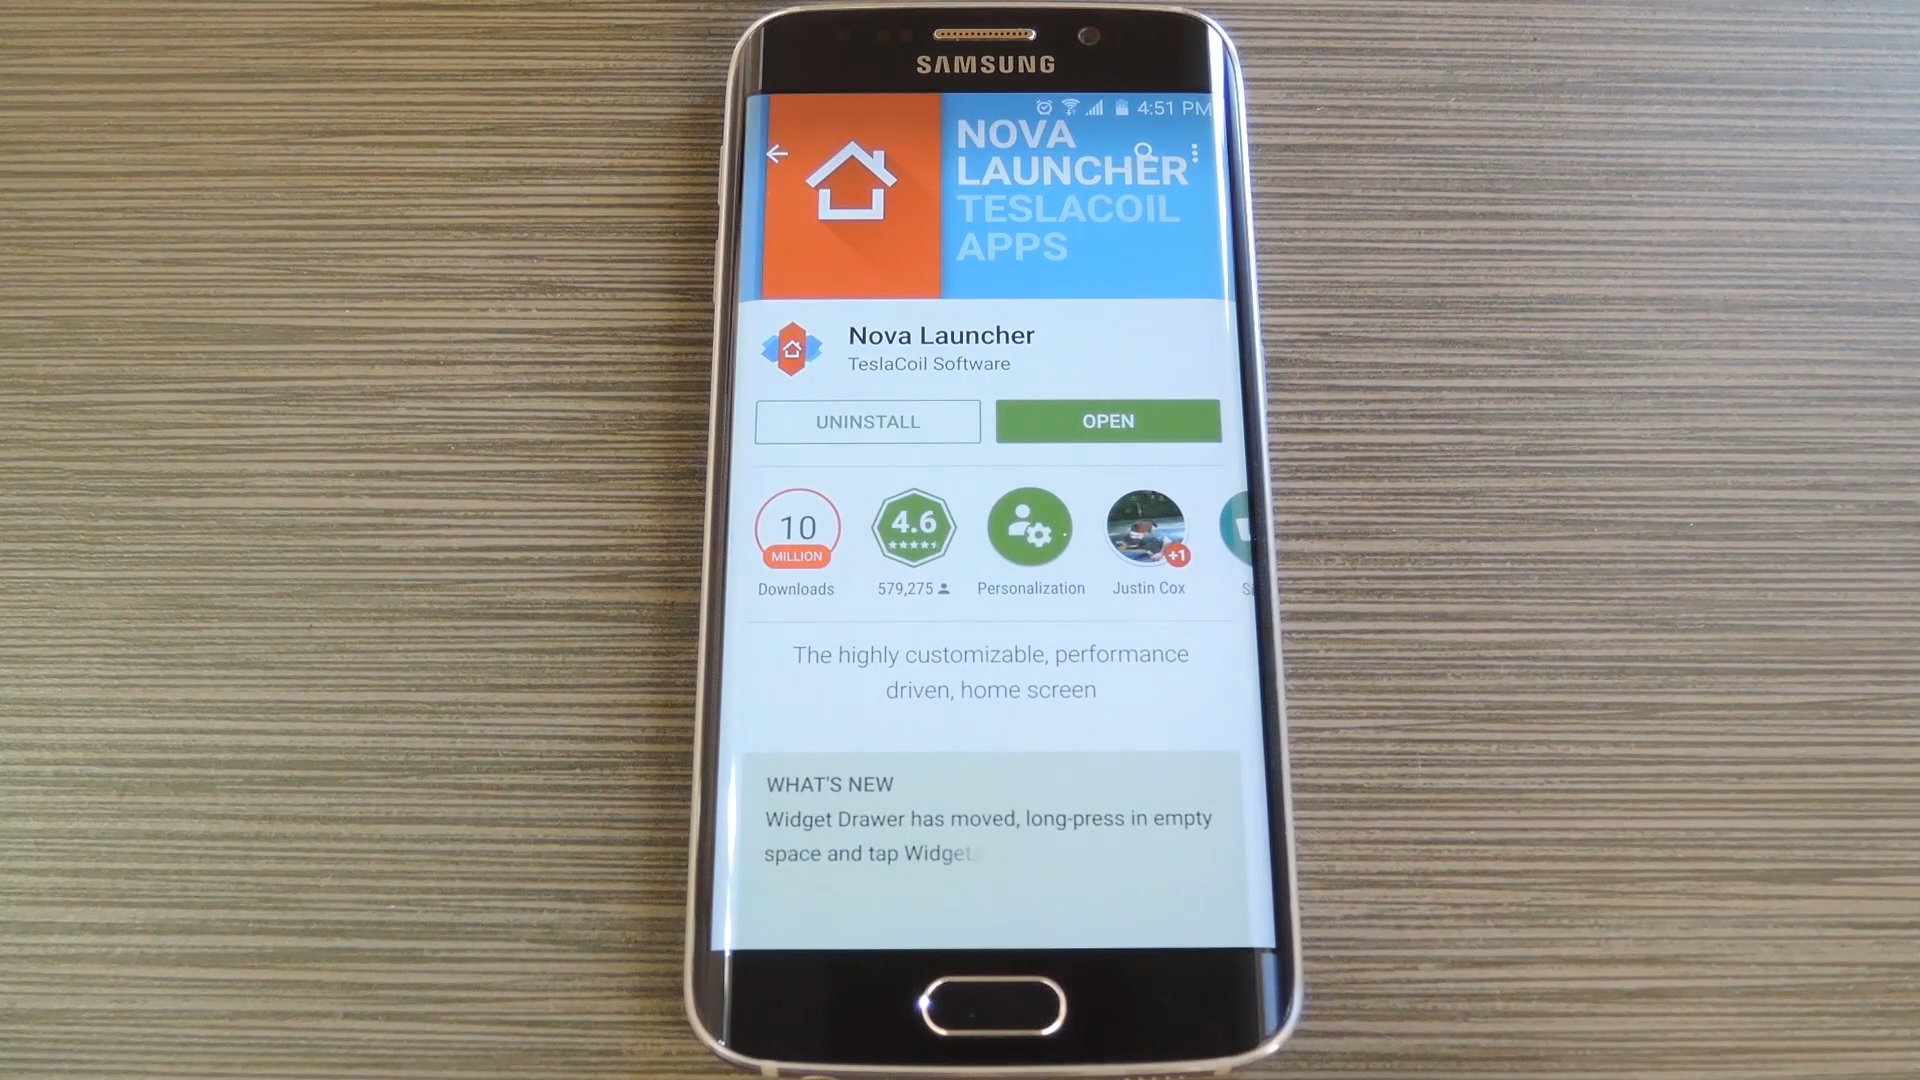 SAMSUNG
4:51 PM
NOVA
LAUNCHER
TESLACOIL
APPS
Nova Launcher
TeslaCoil Software
UNINSTALL
OPEN
10
MILLION
4.6
+1
Downloads
579,275
Personalization
Justin Cox
The highly customizable, performance
driven, home screen
WHAT'S NEW
Widget Drawer has moved, long-press in empty
space and tap Widget